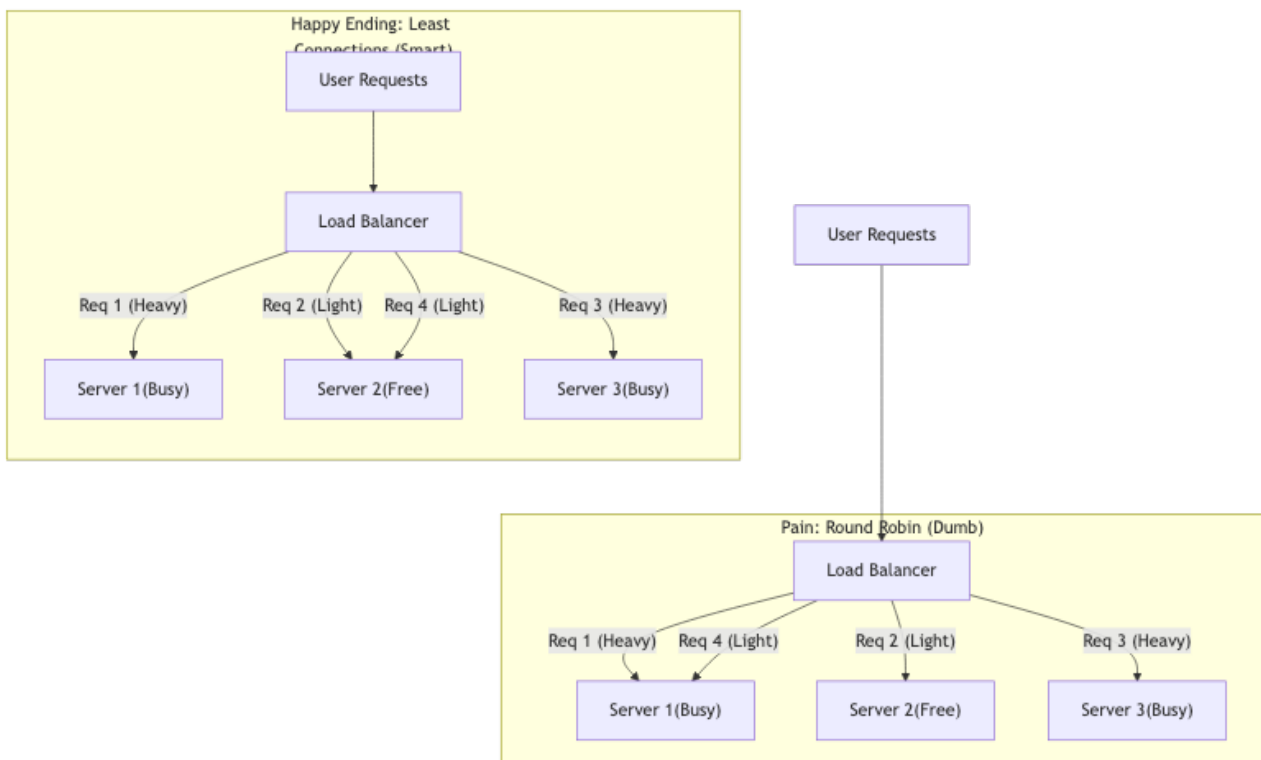 Happy Ending: Least
Connections (Smart)
User Requests
Load Balancer
Req 1 (Heavy)
Req 2 (Light)
Req 4 (Light)
Req 3 (Heavy)
Server 1(Busy)
Server 2(Free)
Server 3(Busy)
User Requests
Pain: Round Robin (Dumb)
Load Balancer
Req 1 (Heavy)
Req 4 (Light)
Req 2 (Light)
Req 3 (Heavy)
Server 1(Busy)
Server 2(Free)
Server 3(Busy)